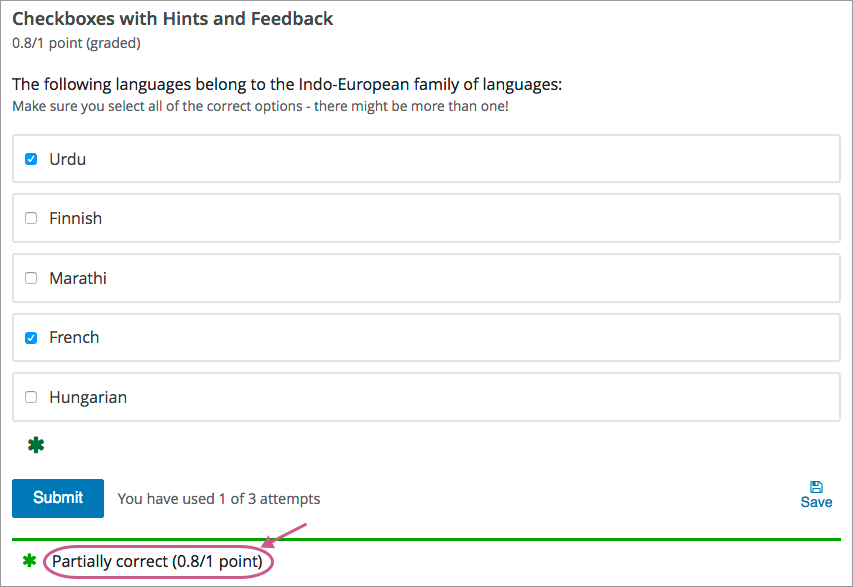 Checkboxes with Hints and Feedback
0.8/1 point (graded)
The following languages belong to the Indo-European family of languages:
Make sure you select all of the correct options - there might be more than one!
Urdu
Finnish
Marathi
French
Hungarian
Submit You have used 1 of 3 attempts
Save
Partially correct (0.8/1 point)